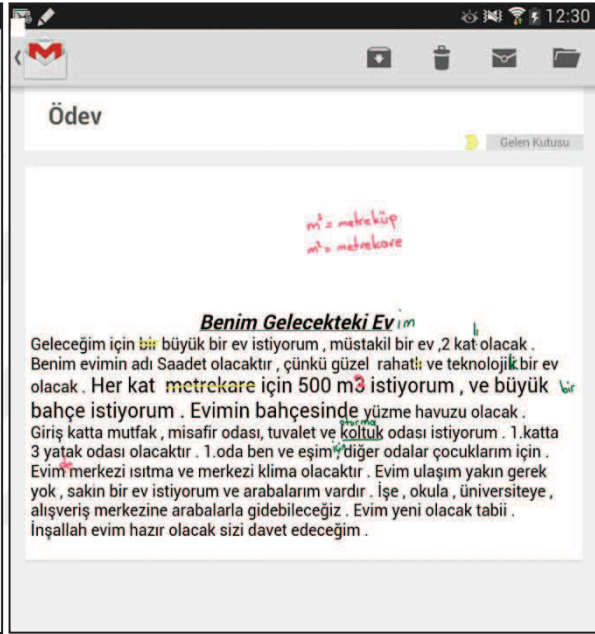 12:30
Ödev
Gelen Kutusu
m³ = metreküp
m² = metrekare
Benim Gelecekteki Ev im
lı
Geleceğim için bir büyük bir ev istiyorum , müstakil bir ev ,2 kat olacak .
Benim evimin adı Saadet olacaktır , çünkü güzel rahatlı ve teknolojik bir ev
olacak . Her kat metrekare için 500 m3 istiyorum , ve büyük bir
bahçe istiyorum . Evimin bahçesinde yüzme havuzu olacak .
oturma
Giriş katta mutfak , misafir odası, tuvalet ve koltuk odası istiyorum . 1.katta
3 yatak odası olacaktır . 1.oda ben ve eşim için, diğer odalar çocuklarım için .
de
Evim merkezi ısıtma ve merkezi klima olacaktır . Evim ulaşım yakın gerek
yok , sakin bir ev istiyorum ve arabalarım vardır . İşe , okula , üniversiteye ,
alışveriş merkezine arabalarla gidebileceğiz . Evim yeni olacak tabii .
İnşallah evim hazır olacak sizi davet edeceğim .